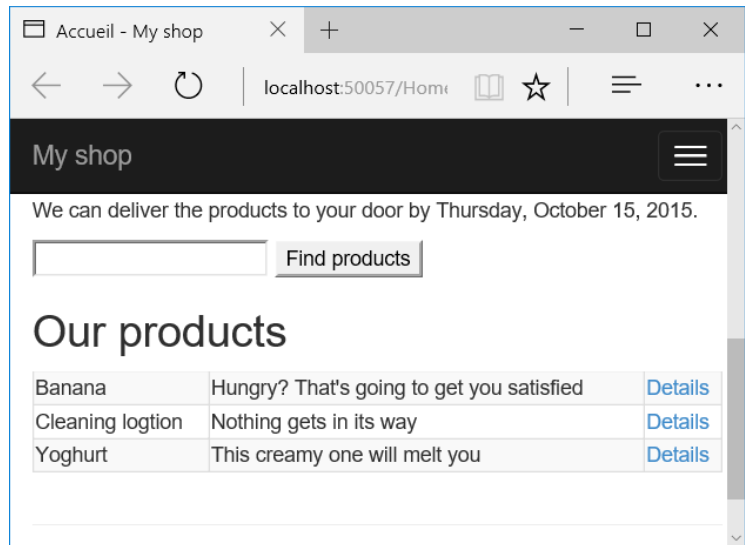 Accueil - My shop
localhost:50057/Home
My shop
We can deliver the products to your door by Thursday, October 15, 2015.
Find products
Our products
Banana Hungry? That's going to get you satisfied Details
Cleaning logtion Nothing gets in its way Details
Yoghurt This creamy one will melt you Details